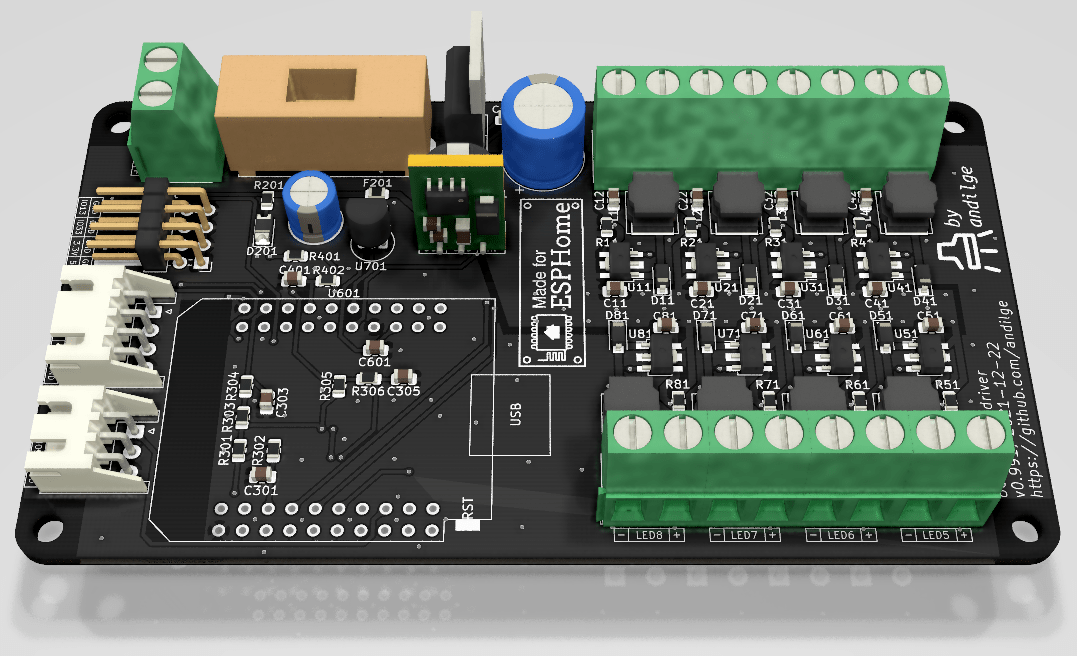 R201
F201
D201
R401
U701
C401
R402
U601
Made for
ESPHome
by
andilge
C12
C22
C32
R1
R2
R3
R4
U11
D11
U21
D21
U31
D31
U41
D41
C11
C21
C31
C41
D81
C81
D71
C71
D61
C61
D51
C51
U81
U71
U61
U51
R81
R71
R61
R51
C601
R305
R306
C305
R304
C303
R303
R301
R302
C301
USB
RST
driver
https://github.com/andilge
- LED8 +
- LED7 +
- LED6 +
- LED5 +